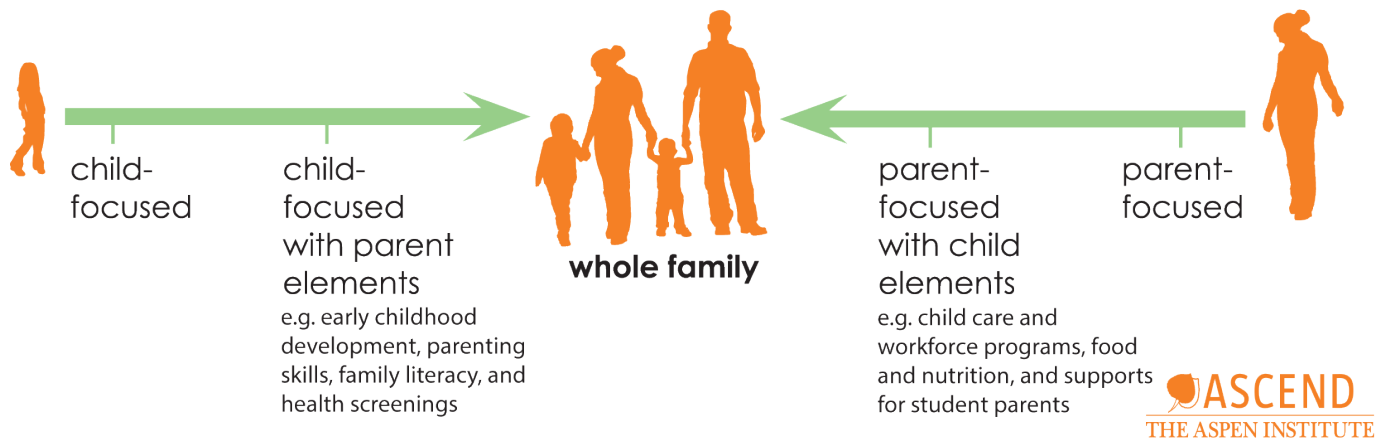 child-
focused
child-
focused
with parent
elements
e.g. early childhood
development, parenting
skills, family literacy, and
health screenings
whole family
parent-
focused
with child
elements
e.g. child care and
workforce programs, food
and nutrition, and supports
for student parents
parent-
focused
ASCEND
THE ASPEN INSTITUTE